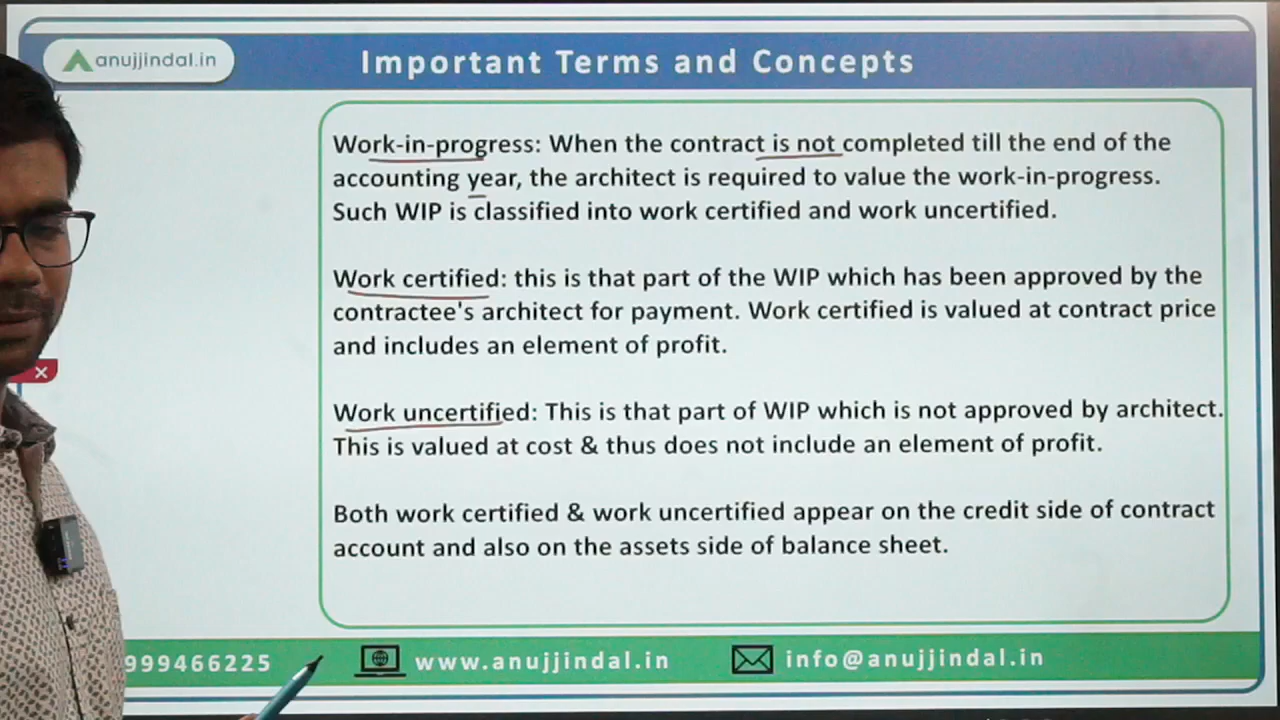 anujjindal.in
Important Terms and Concepts
Work-in-progress: When the contract is not completed till the end of the
accounting year, the architect is required to value the work-in-progress.
Such WIP is classified into work certified and work uncertified.
Work certified: this is that part of the WIP which has been approved by the
contractee's architect for payment. Work certified is valued at contract price
and includes an element of profit.
Work uncertified: This is that part of WIP which is not approved by architect.
This is valued at cost & thus does not include an element of profit.
Both work certified & work uncertified appear on the credit side of contract
account and also on the assets side of balance sheet.
999466225
www.anujjindal.in
info@anujjindal.in